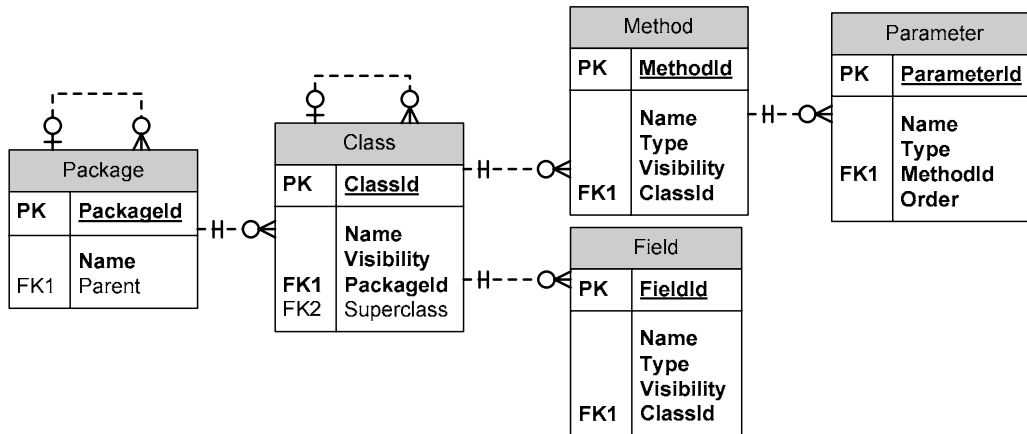 Package
PK PackageId
Name
FK1 Parent
Class
PK ClassId
Name
Visibility
FK1 PackageId
FK2 Superclass
Method
PK MethodId
Name
Type
Visibility
FK1 ClassId
Parameter
PK ParameterId
Name
Type
FK1 MethodId
Order
Field
PK FieldId
Name
Type
Visibility
FK1 ClassId